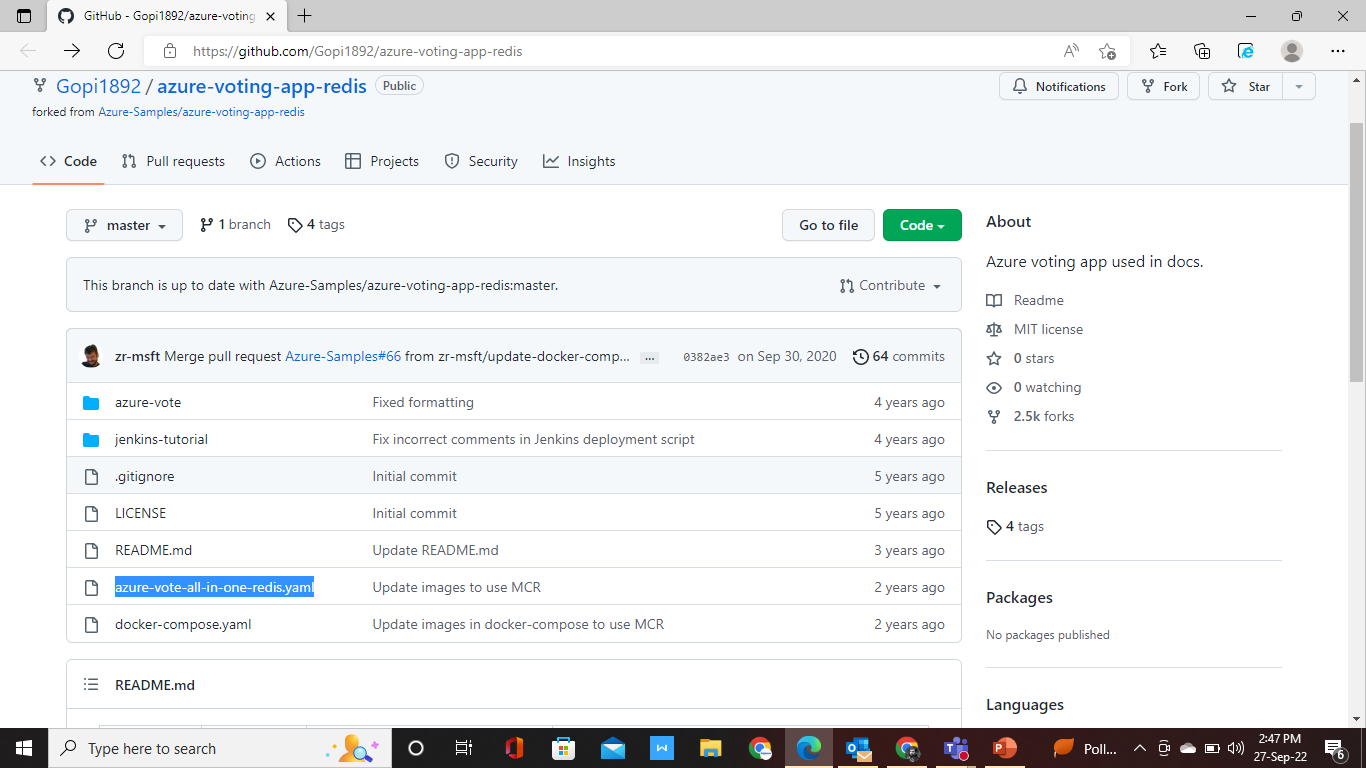 GitHub - Gopi1892/azure-voting
https://github.com/Gopi1892/azure-voting-app-redis
Gopi1892 / azure-voting-app-redis Public
Notifications Fork Star
forked from Azure-Samples/azure-voting-app-redis
Code Pull requests Actions Projects Security Insights
master 1 branch 4 tags Go to file Code
This branch is up to date with Azure-Samples/azure-voting-app-redis:master. Contribute
zr-msft Merge pull request Azure-Samples#66 from zr-msft/update-docker-comp... ... 0382ae3 on Sep 30, 2020 64 commits
azure-vote Fixed formatting 4 years ago
jenkins-tutorial Fix incorrect comments in Jenkins deployment script 4 years ago
.gitignore Initial commit 5 years ago
LICENSE Initial commit 5 years ago
README.md Update README.md 3 years ago
azure-vote-all-in-one-redis.yaml Update images to use MCR 2 years ago
docker-compose.yaml Update images in docker-compose to use MCR 2 years ago
README.md
About
Azure voting app used in docs.
Readme
MIT license
0 stars
0 watching
2.5k forks
Releases
4 tags
Packages
No packages published
Languages
Type here to search
Poll...
2:47 PM
27-Sep-22
6